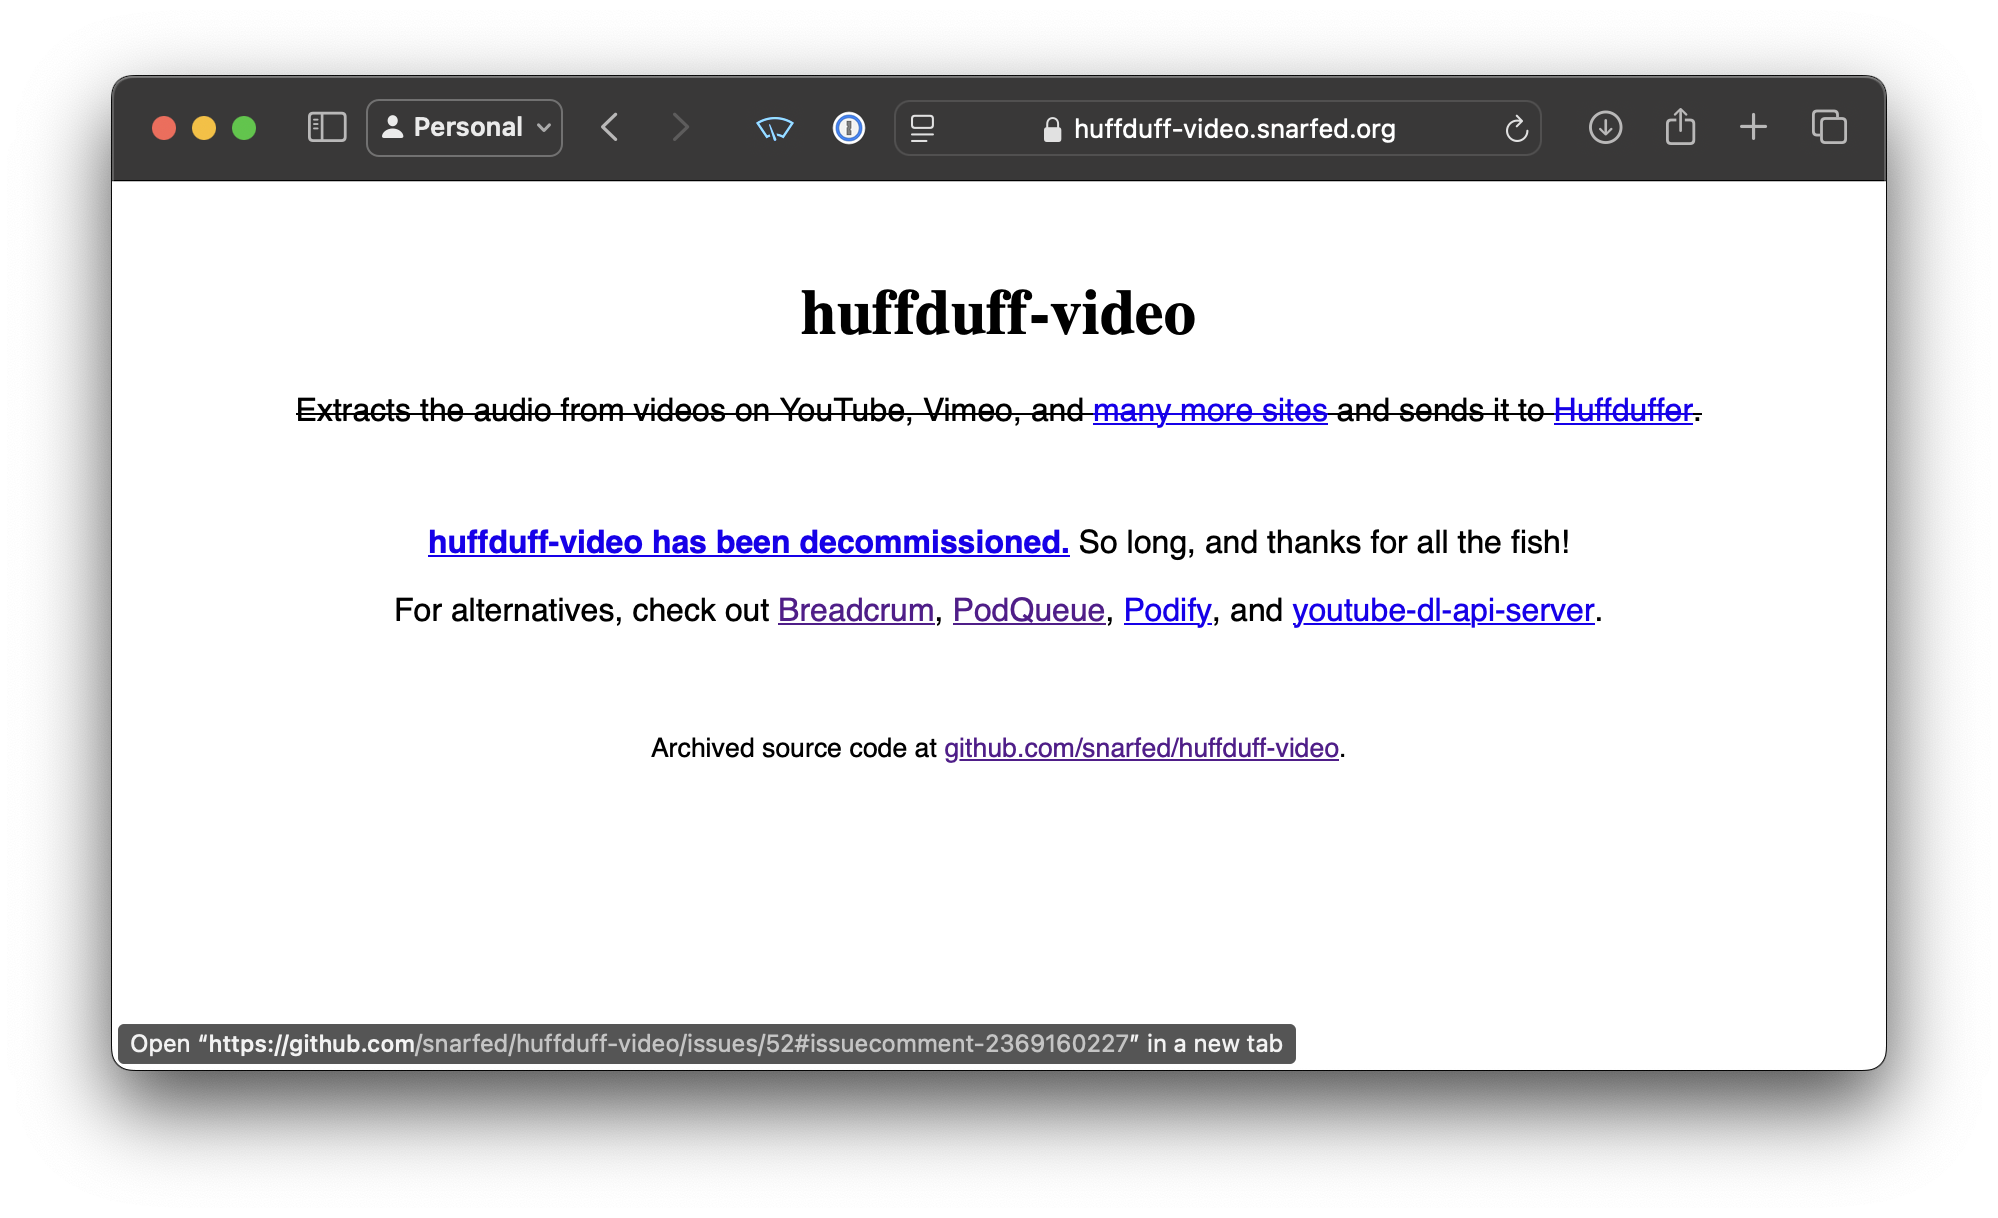 Personal
huffduff-video.snarfed.org
huffduff-video
Extracts the audio from videos on YouTube, Vimeo, and many more sites and sends it to Huffduffer.
huffduff-video has been decommissioned. So long, and thanks for all the fish!
For alternatives, check out Breadcrum, PodQueue, Podify, and youtube-dl-api-server.
Archived source code at github.com/snarfed/huffduff-video.
Open “https://github.com/snarfed/huffduff-video/issues/52#issuecomment-2369160227” in a new tab